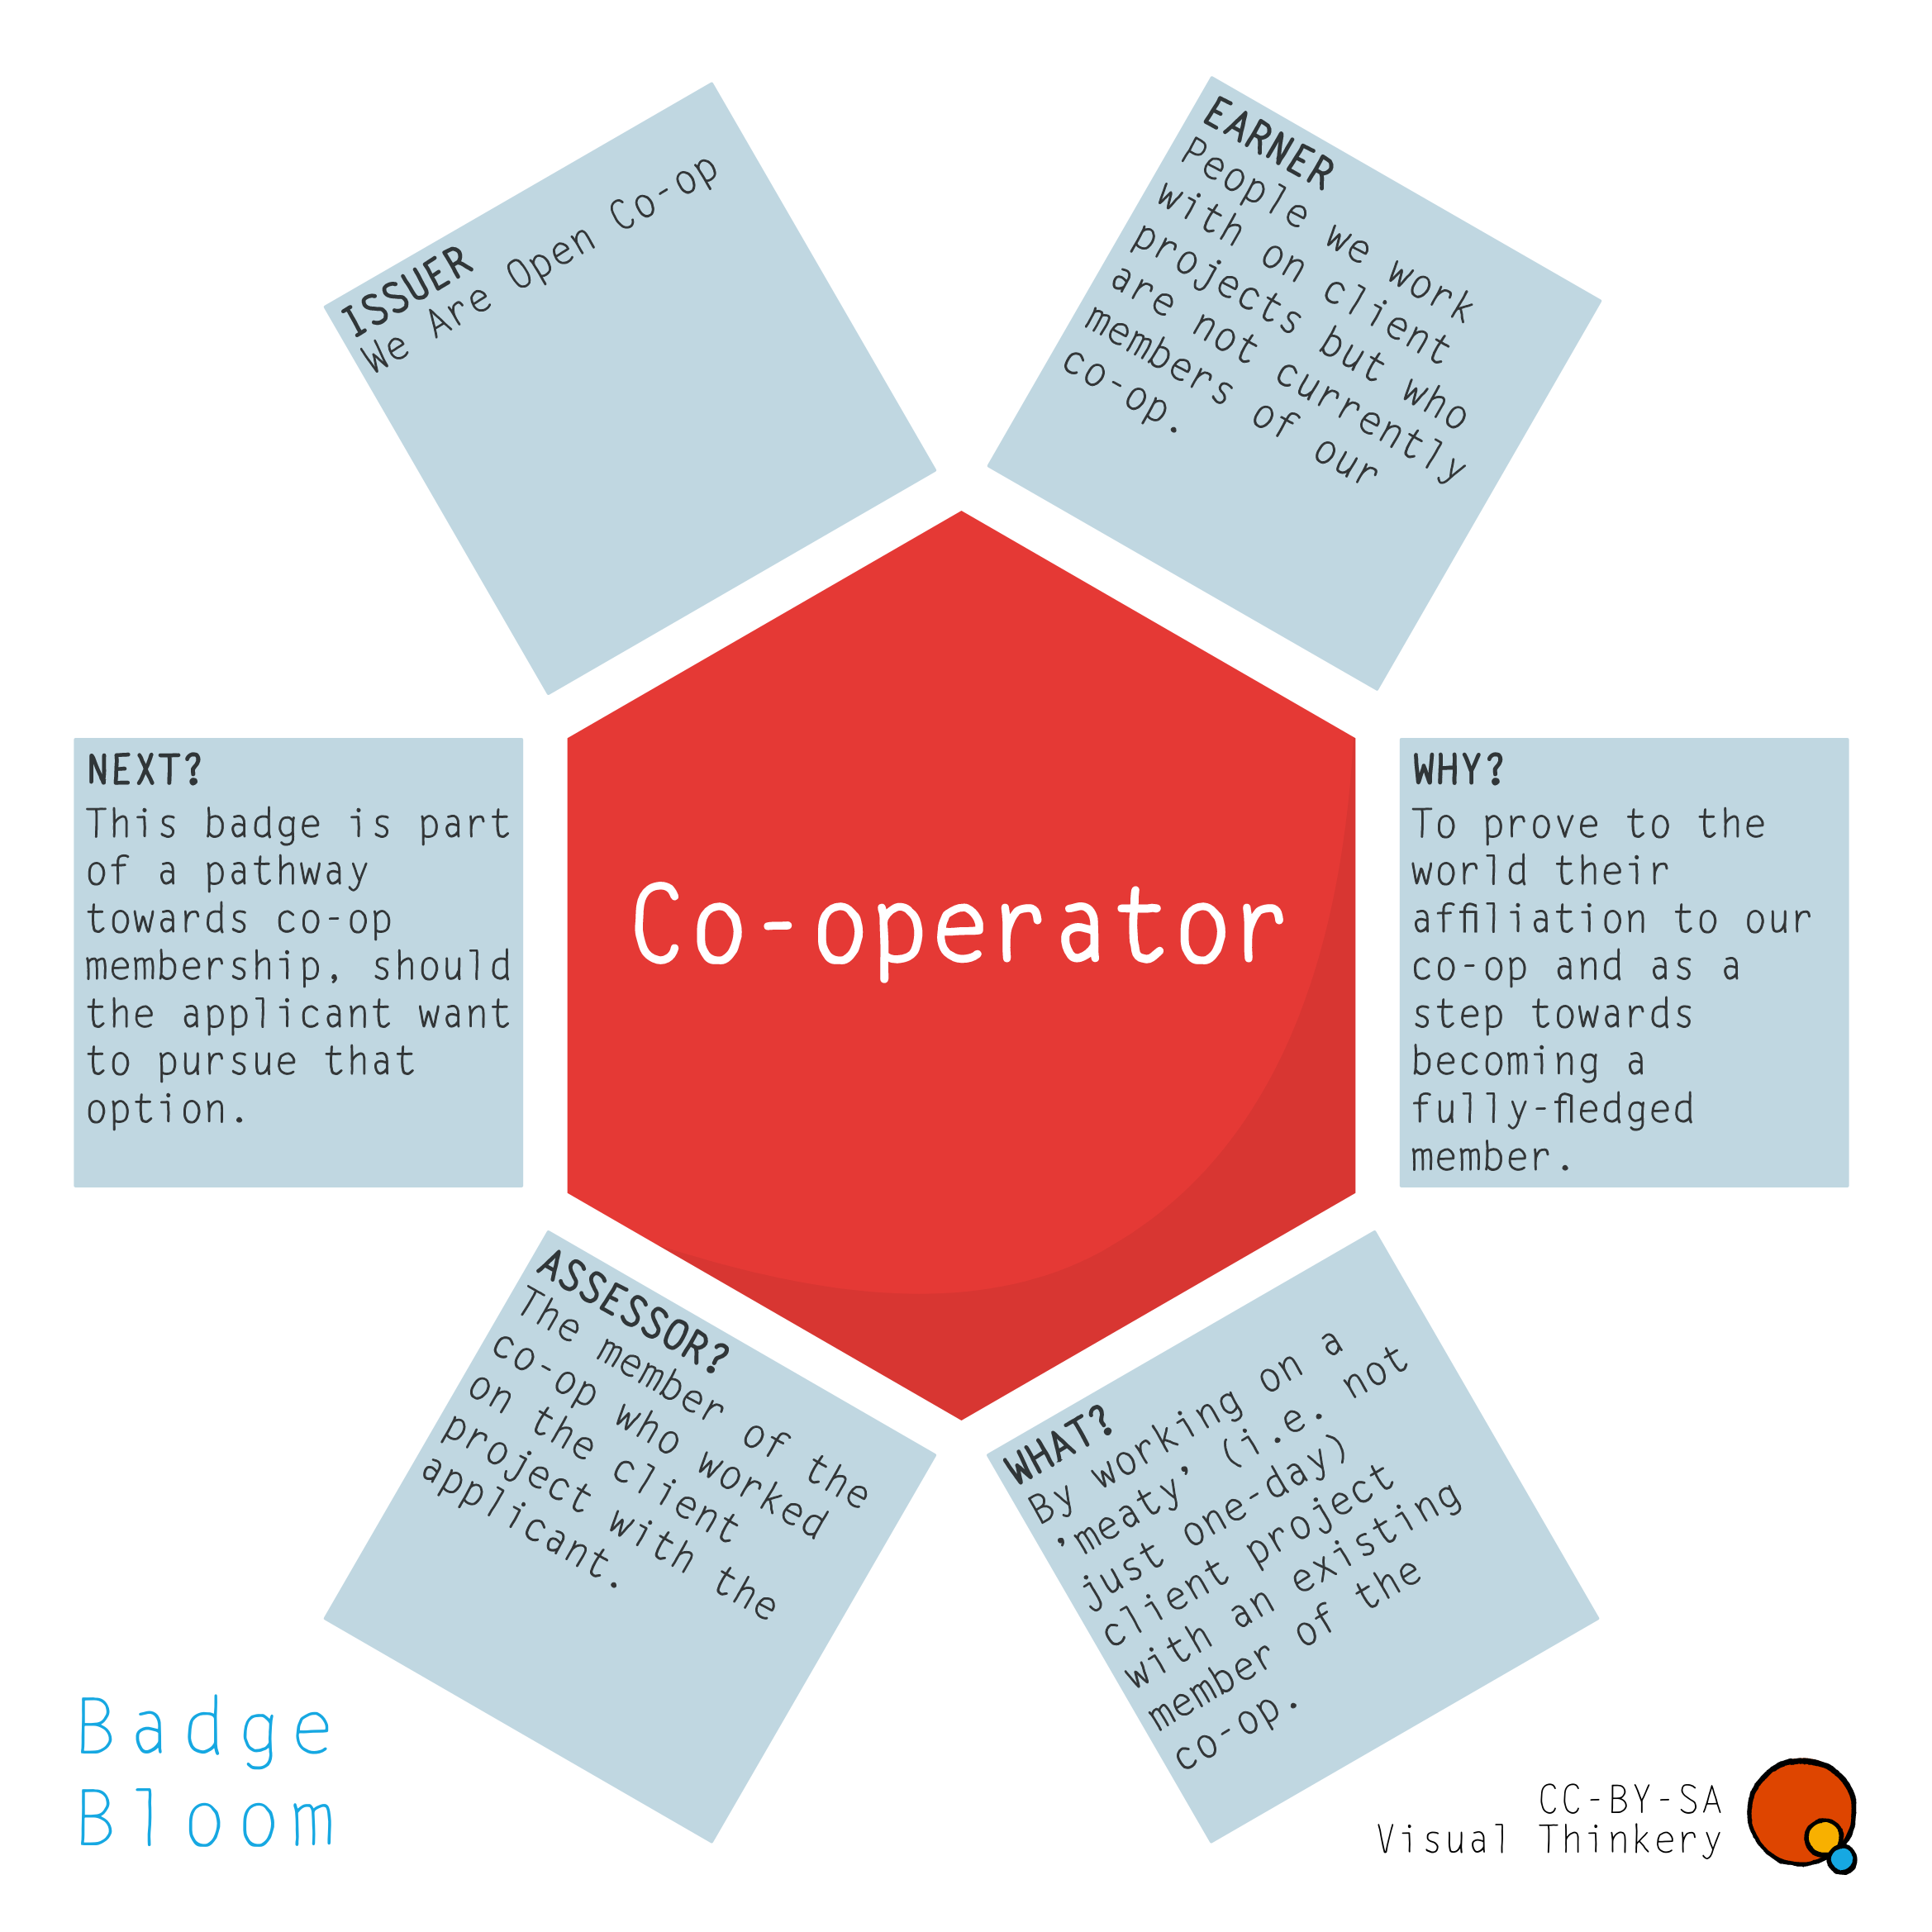 ISSUER
We Are Open Co-op
EARNER
People we work
with on client
projects but who
are not currently
members of our
co-op.
NEXT?
This badge is part
of a pathway
towards co-op
membership, should
the applicant want
to pursue that
option.
Co-operator
WHY?
To prove to the
world their
affiliation to our
co-op and as a
step towards
becoming a
fully-fledged
member.
ASSESSOR?
The member of the
co-op who worked
on the client
project with the
applicant.
WHAT?
By working on a
'meaty' (i.e. not
just one-day)
client project
with an existing
member of the
co-op.
Badge
Bloom
CC-BY-SA
Visual Thinkery